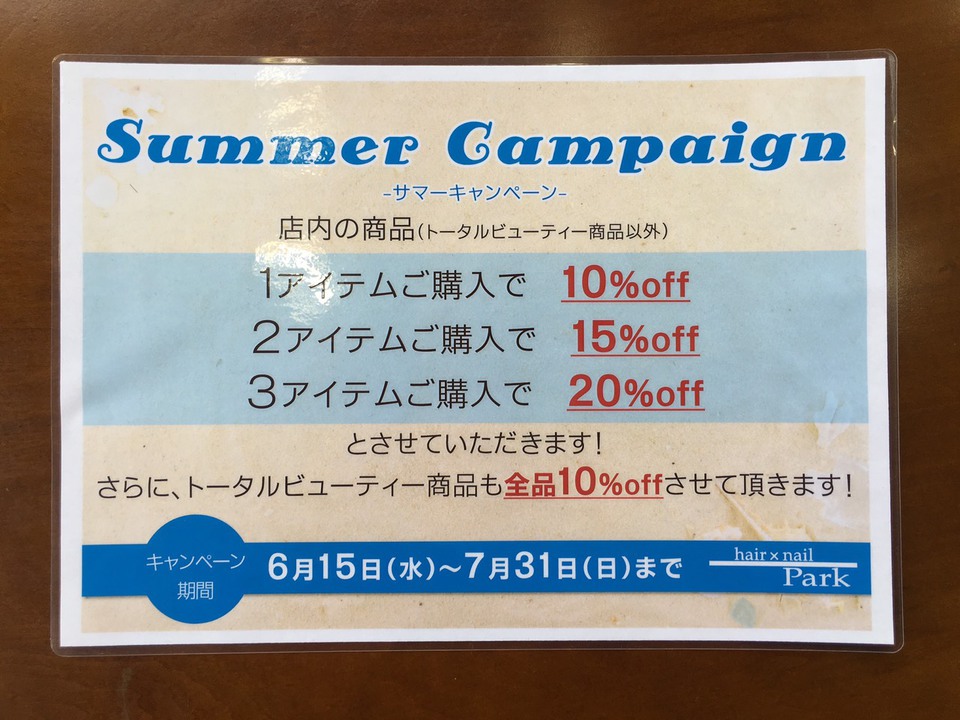 Summer Campaign
-サマーキャンペーン-
店内の商品(トータルビューティー商品以外)
1アイテムご購入で 10%off
2アイテムご購入で 15%off
3アイテムご購入で 20%off
とさせていただきます!
さらに、トータルビューティー商品も全品10%offさせて頂きます!
キャンペーン
期間
6月15日(水)~7月31日(日)まで
hair×nail
Park